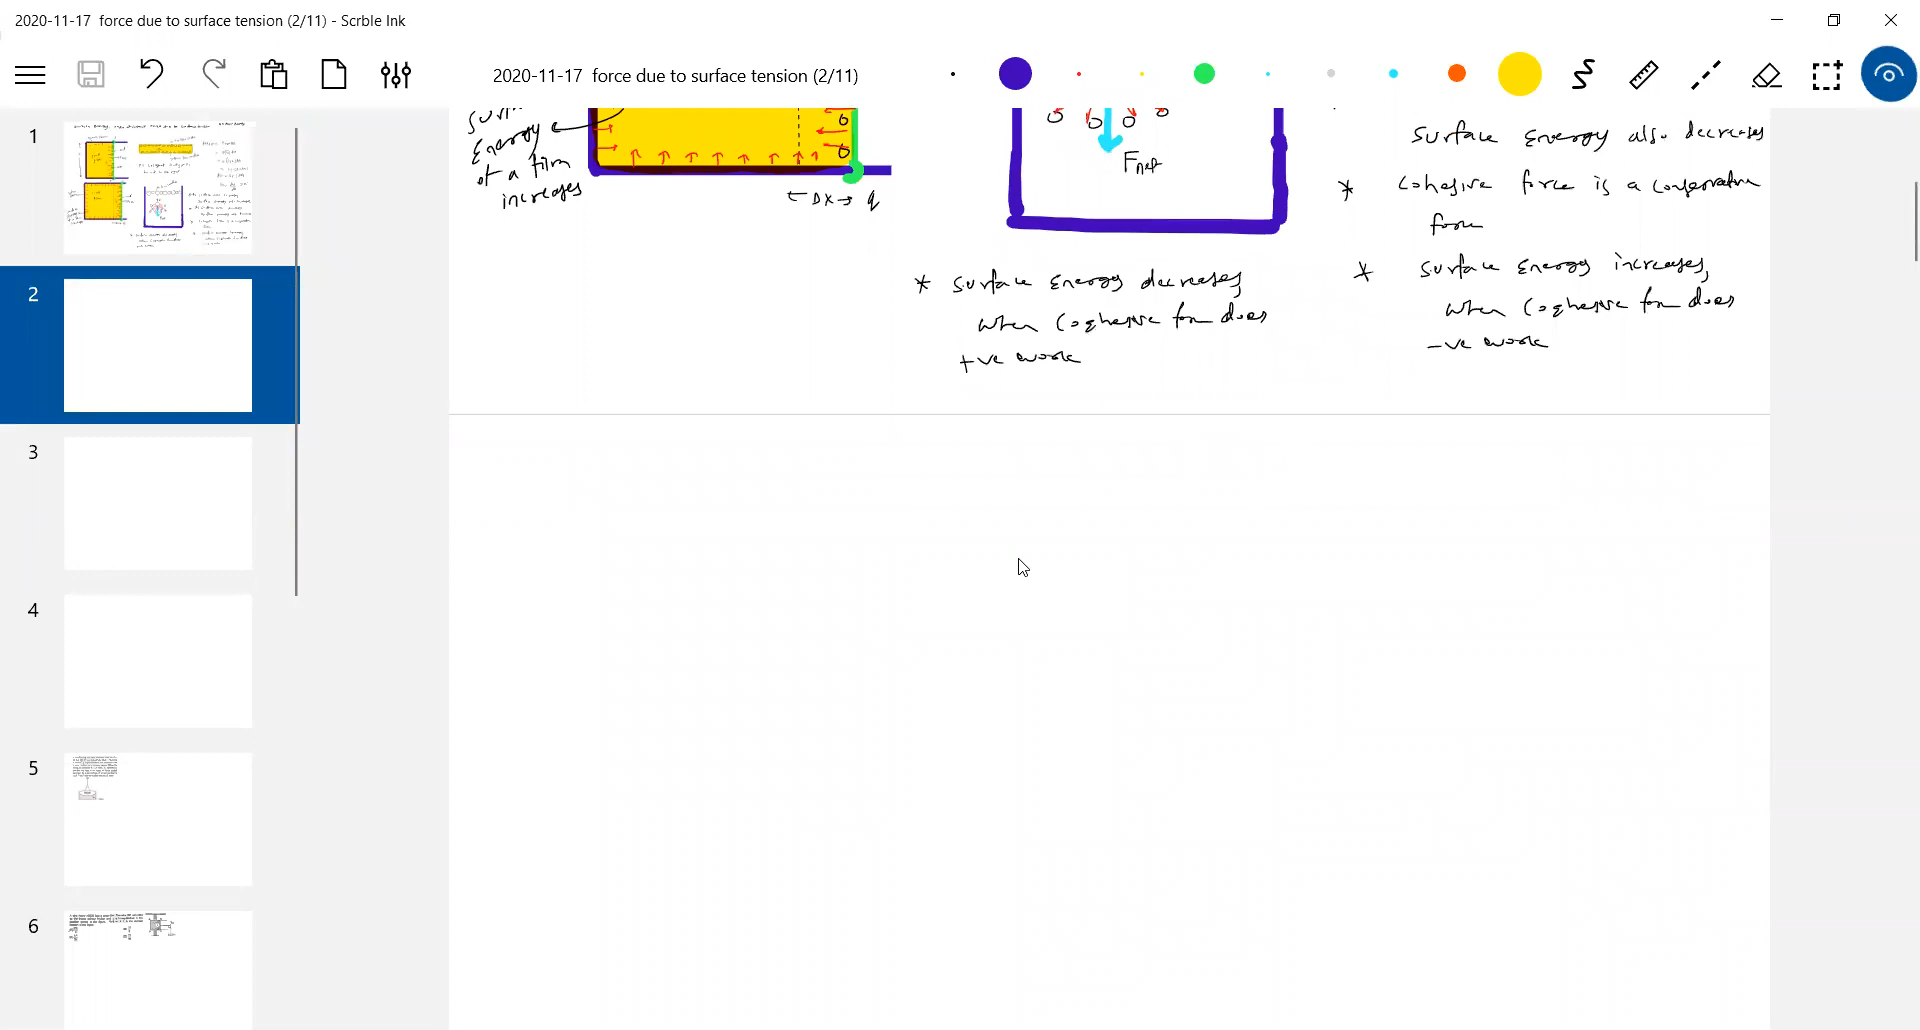 2020-11-17 force due to surface tension (2/11) - Scrble Ink
2020-11-17 force due to surface tension (2/11)
1
2
3
4
5
6
Energy
of a film
increases
← Δx → q
Fnet
* Surface Energy decreases,
when Coghesive force does
+ve work
Surface Energy also decreases
* Cohesive force is a conservative
force
* Surface Energy increases,
when Coghesive force does
-ve work